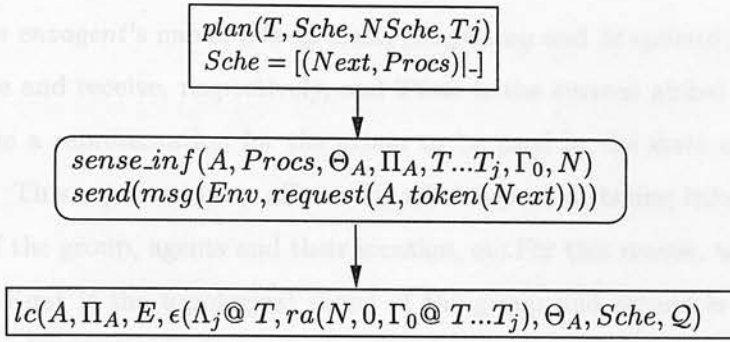 plan(T, Sche, NSche, Tj)
Sche = [(Next, Procs)|_]
sense_inf(A, Procs, Θ_A, Π_A, T...T_j, Γ_0, N)
send(msg(Env, request(A, token(Next))))
lc(A, Π_A, E, ϵ(Λ_j@ T, ra(N, 0, Γ_0@ T...T_j), Θ_A, Sche, Q)